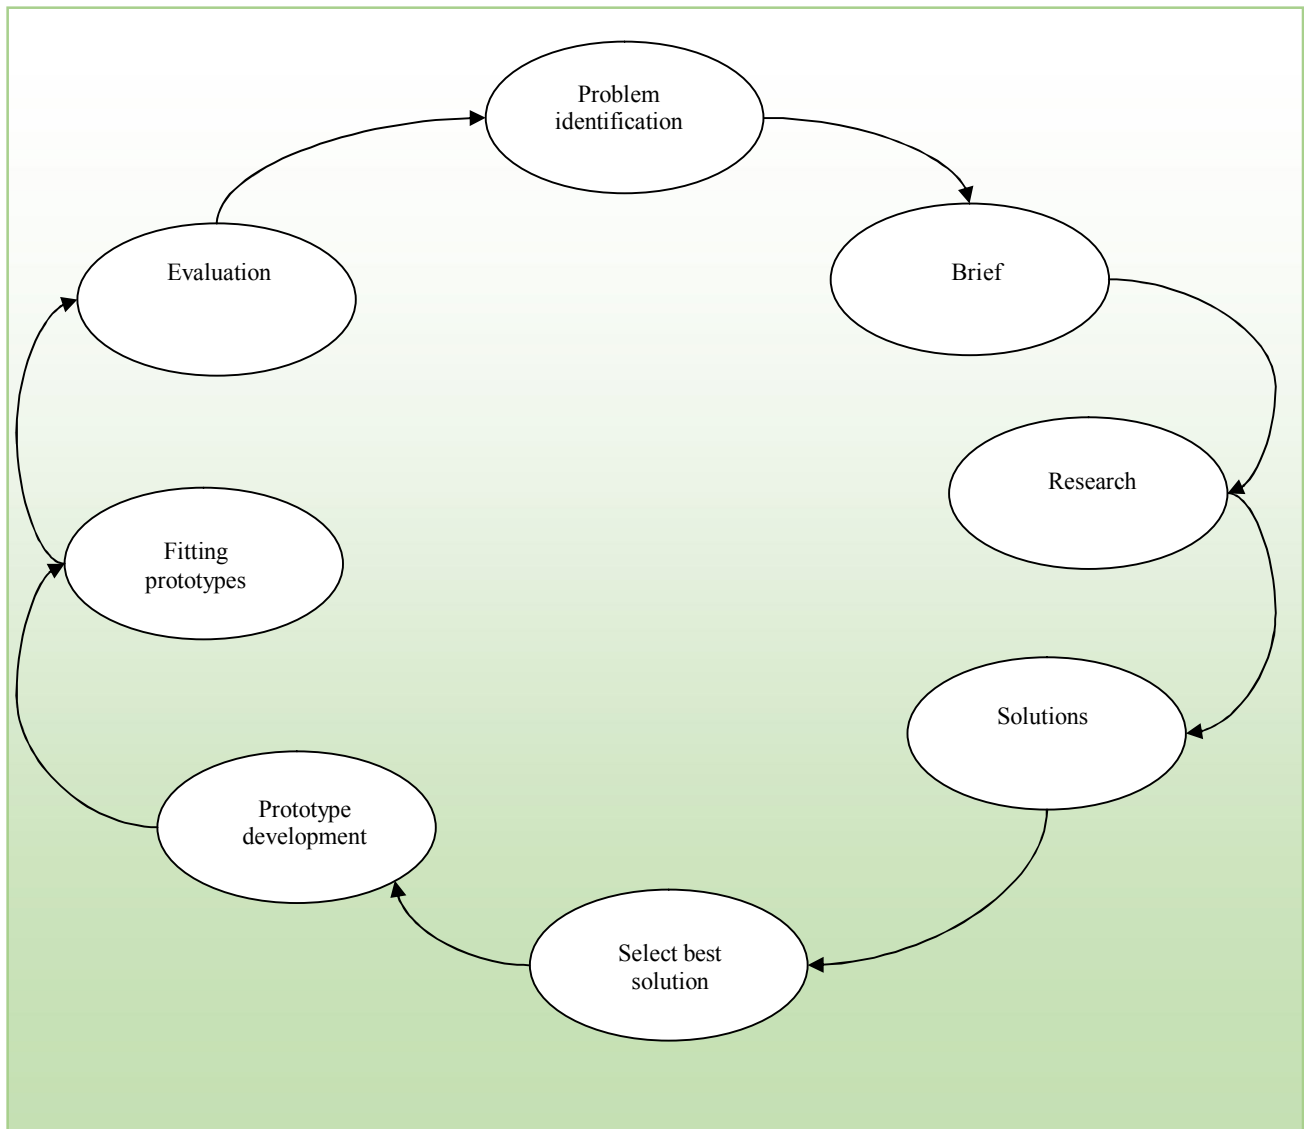 Problem
identification
Brief
Research
Solutions
Select best
solution
Prototype
development
Fitting
prototypes
Evaluation